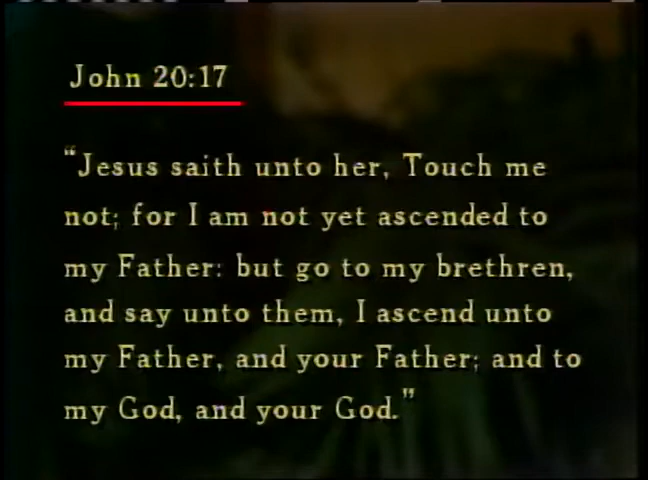 John 20:17
“Jesus saith unto her, Touch me
not; for I am not yet ascended to
my Father: but go to my brethren,
and say unto them, I ascend unto
my Father, and your Father; and to
my God, and your God.”